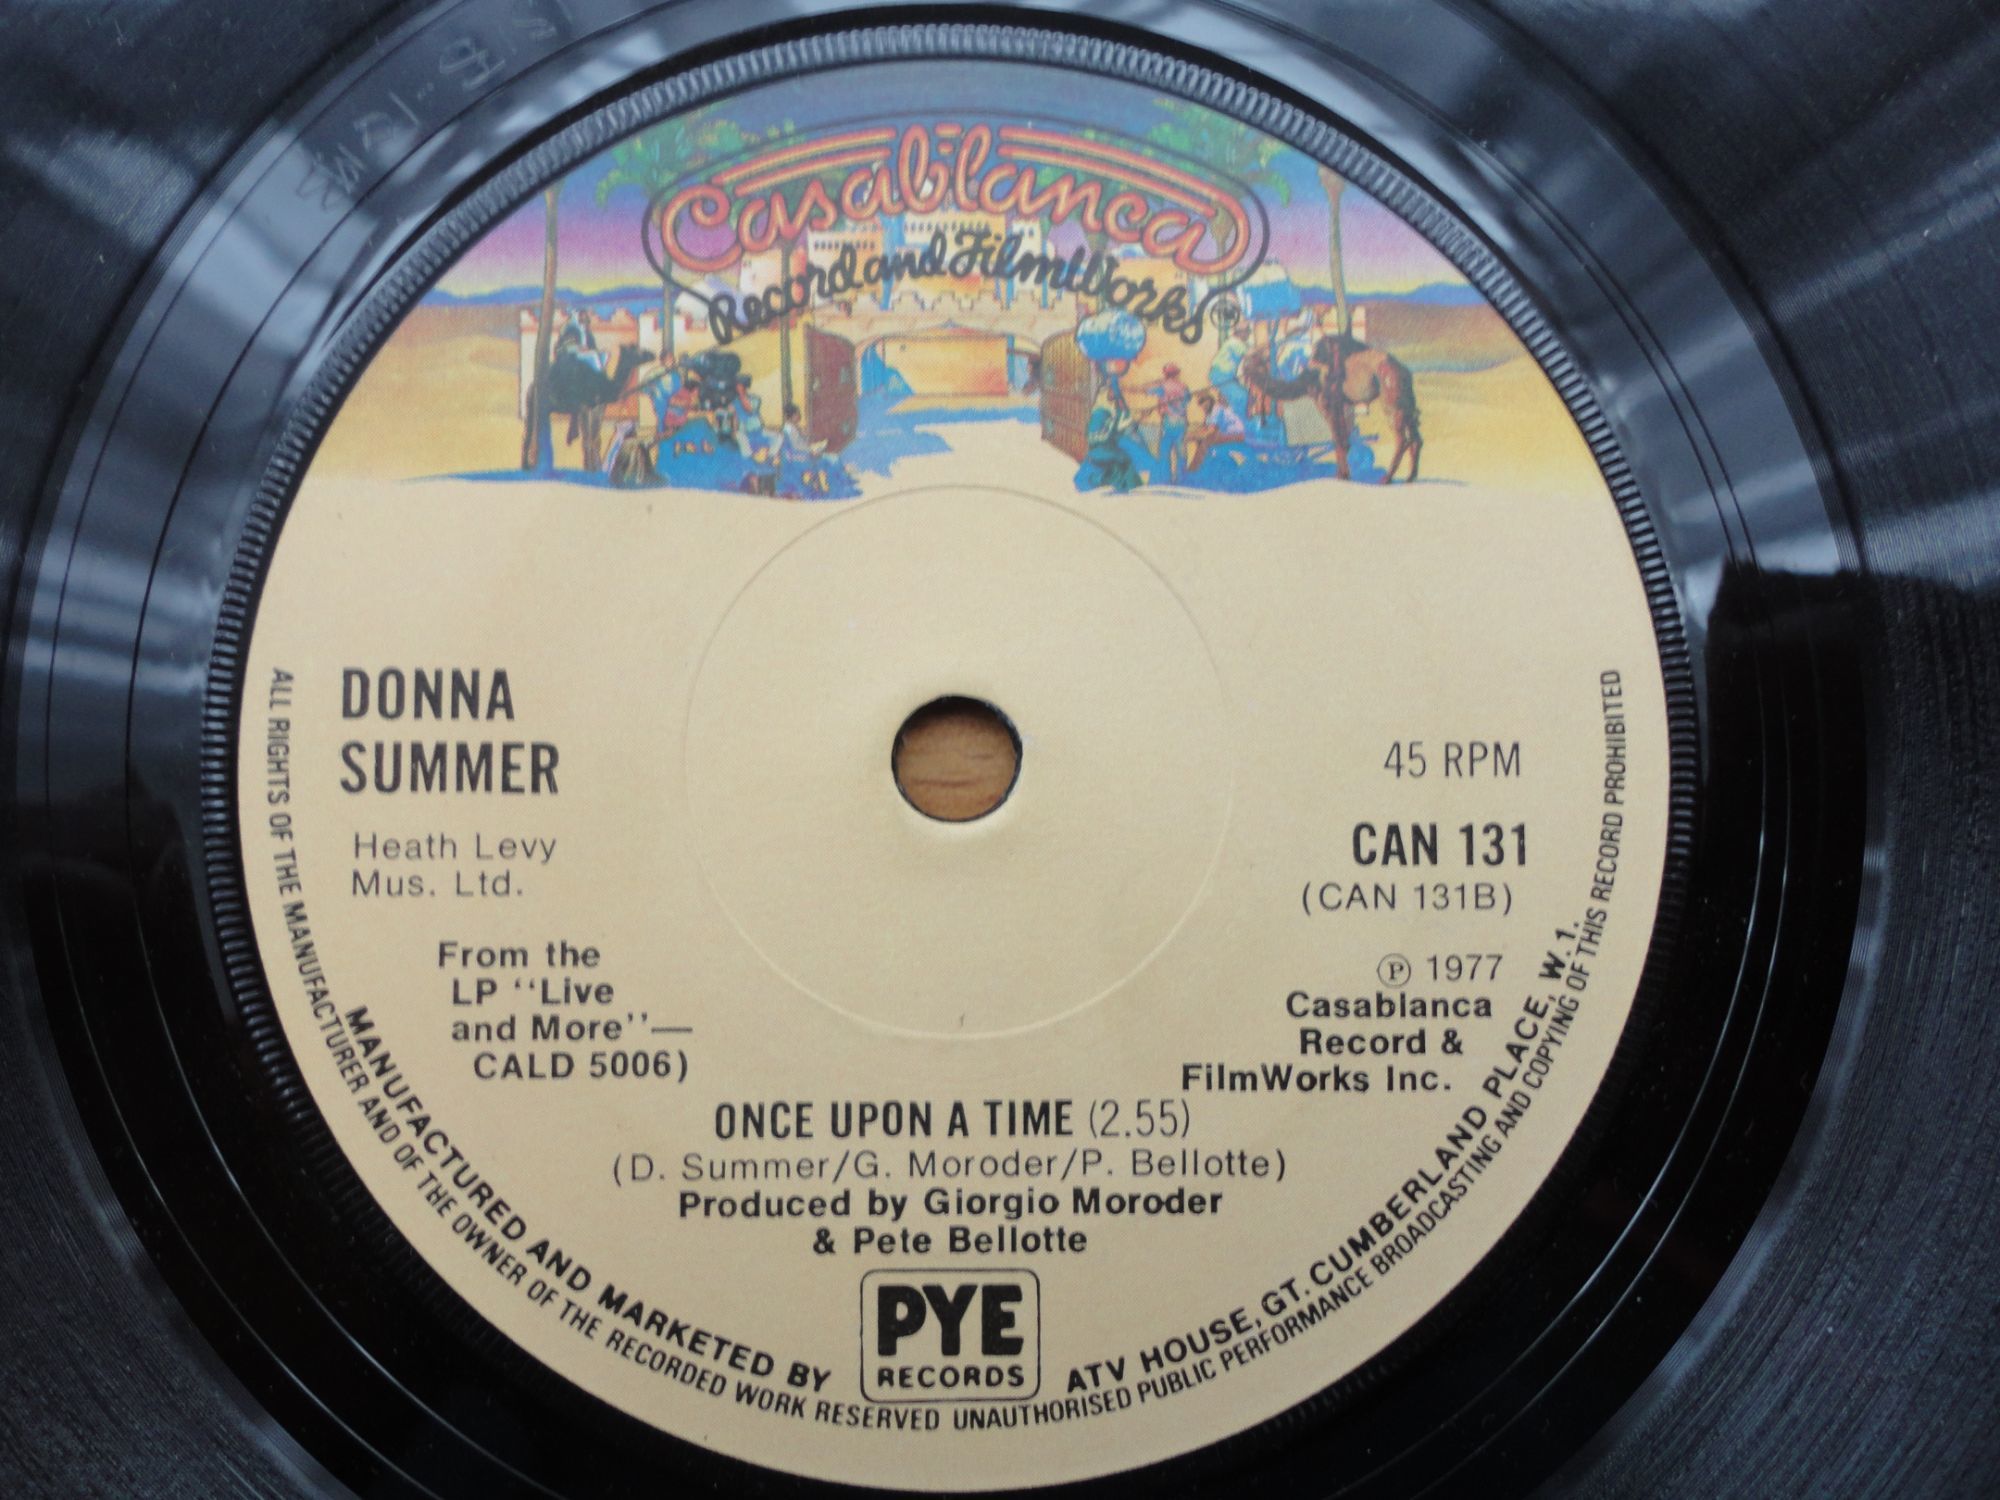 Casablanca
Record and FilmWorks TM
DONNA
SUMMER
Heath Levy
Mus. Ltd.
From the
LP "Live
and More"—
CALD 5006)
45 RPM
CAN 131
(CAN 131B)
Ⓟ 1977
Casablanca
Record &
FilmWorks Inc.
ONCE UPON A TIME (2.55)
(D. Summer/G. Moroder/P. Bellotte)
Produced by Giorgio Moroder
& Pete Bellotte
PYE
RECORDS
MANUFACTURED AND MARKETED BY ATV HOUSE, GT. CUMBERLAND PLACE, W.1.
ALL RIGHTS OF THE MANUFACTURER AND OF THE OWNER OF THE RECORDED WORK RESERVED UNAUTHORISED PUBLIC PERFORMANCE BROADCASTING AND COPYING OF THIS RECORD PROHIBITED